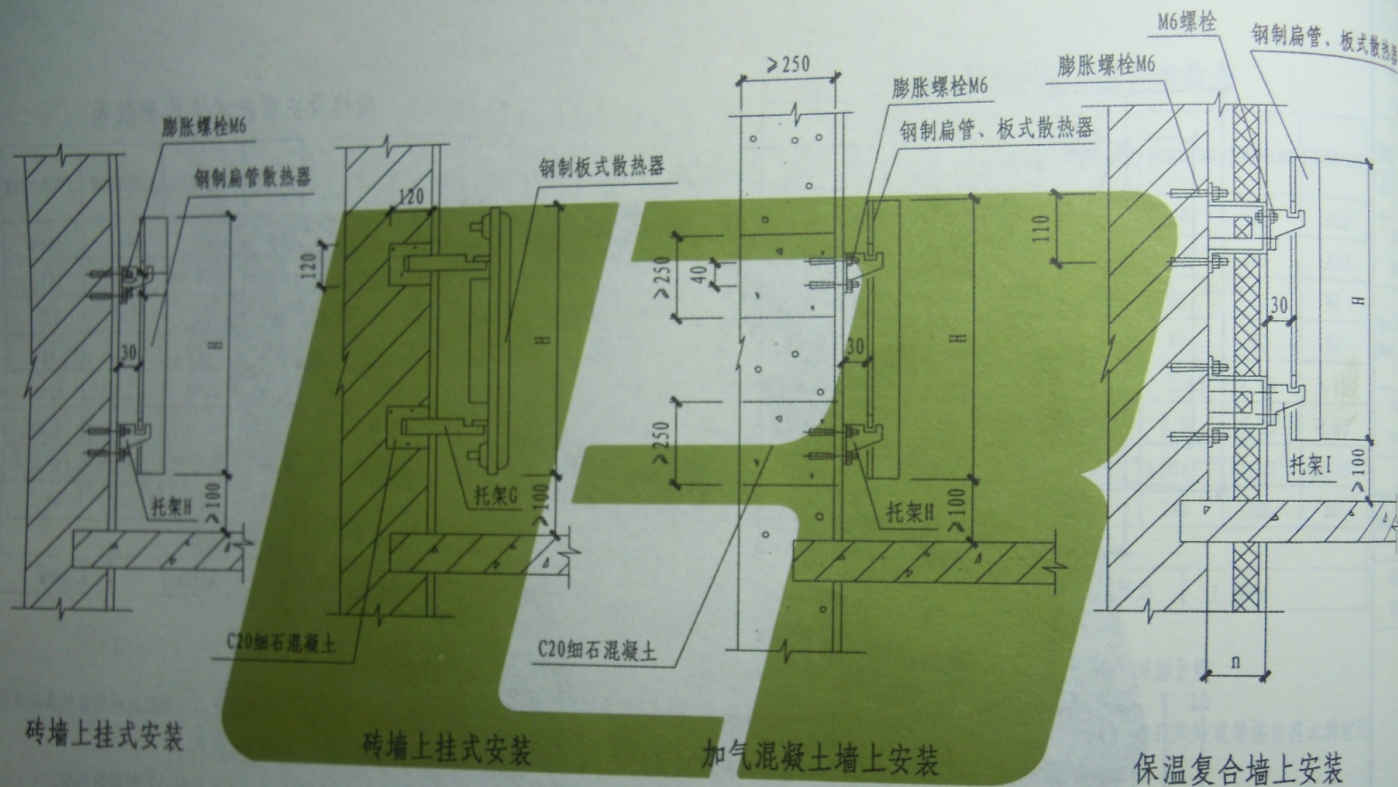 膨胀螺栓M6
钢制扁管散热器
30
H
≥100
托架H
砖墙上挂式安装
120
120
钢制板式散热器
H
托架G
≥100
C20细石混凝土
砖墙上挂式安装
≥250
膨胀螺栓M6
钢制扁管、板式散热器
≥250
40
30
H
≥250
托架H
≥100
C20细石混凝土
加气混凝土墙上安装
M6螺栓
膨胀螺栓M6
钢制扁管、板式散热器
110
30
H
托架I
≥100
n
保温复合墙上安装